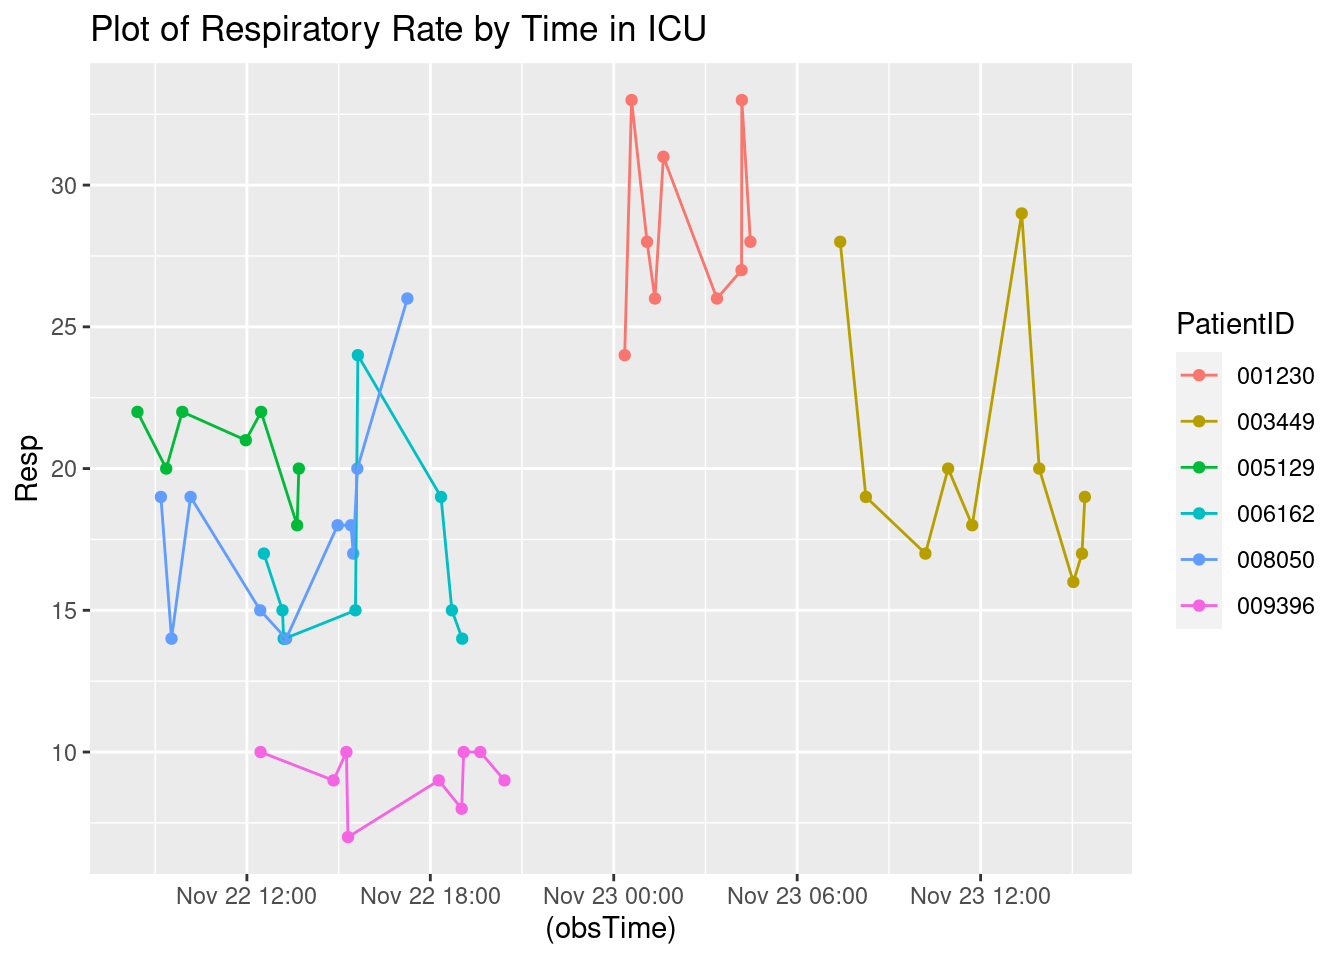 Plot of Respiratory Rate by Time in ICU
Resp
30
25
20
15
10
Nov 22 12:00
Nov 22 18:00
Nov 23 00:00
Nov 23 06:00
Nov 23 12:00
(obsTime)
PatientID
001230
003449
005129
006162
008050
009396